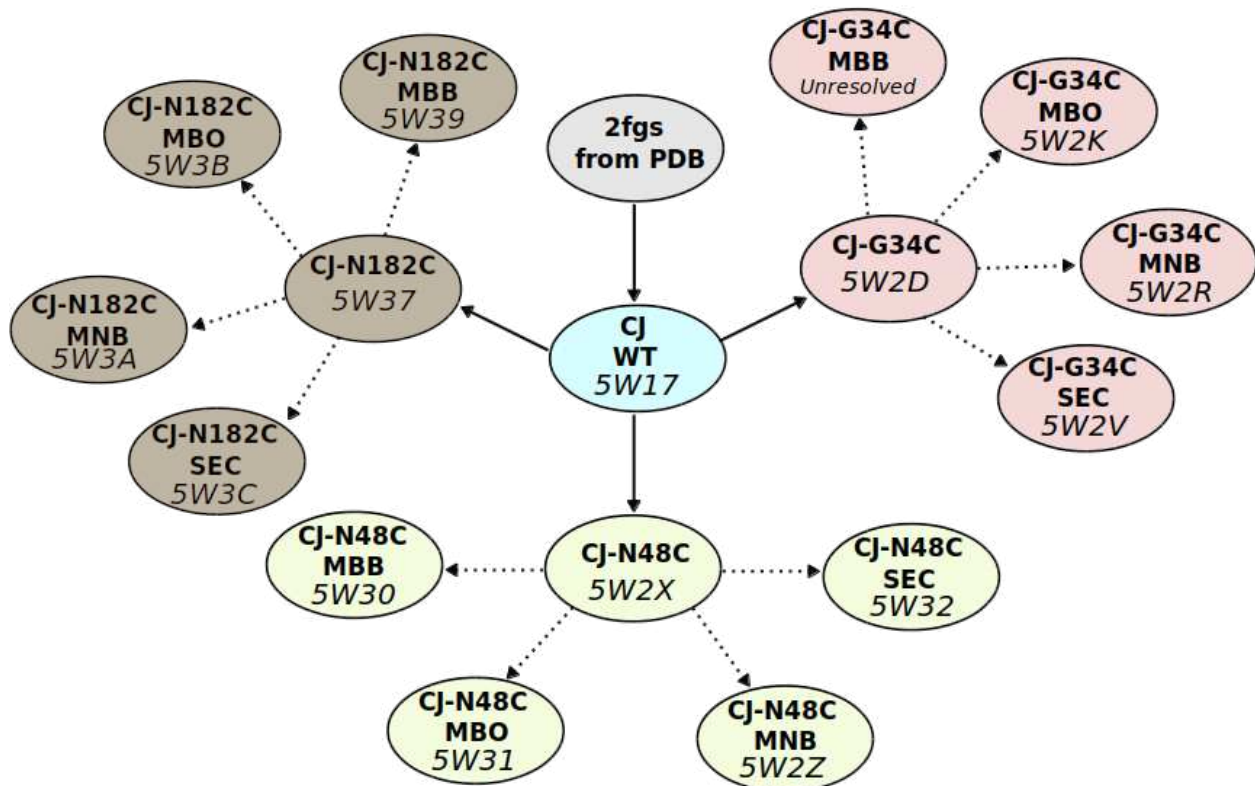 CJ-G34C
MBB
Unresolved
CJ-N182C
MBB
5W39
CJ-N182C
MBO
5W3B
2fgs
from PDB
CJ-G34C
MBO
5W2K
CJ-N182C
5W37
CJ-G34C
5W2D
CJ-G34C
MNB
5W2R
CJ-N182C
MNB
5W3A
CJ
WT
5W17
CJ-G34C
SEC
5W2V
CJ-N182C
SEC
5W3C
CJ-N48C
MBB
5W30
CJ-N48C
5W2X
CJ-N48C
SEC
5W32
CJ-N48C
MBO
5W31
CJ-N48C
MNB
5W2Z